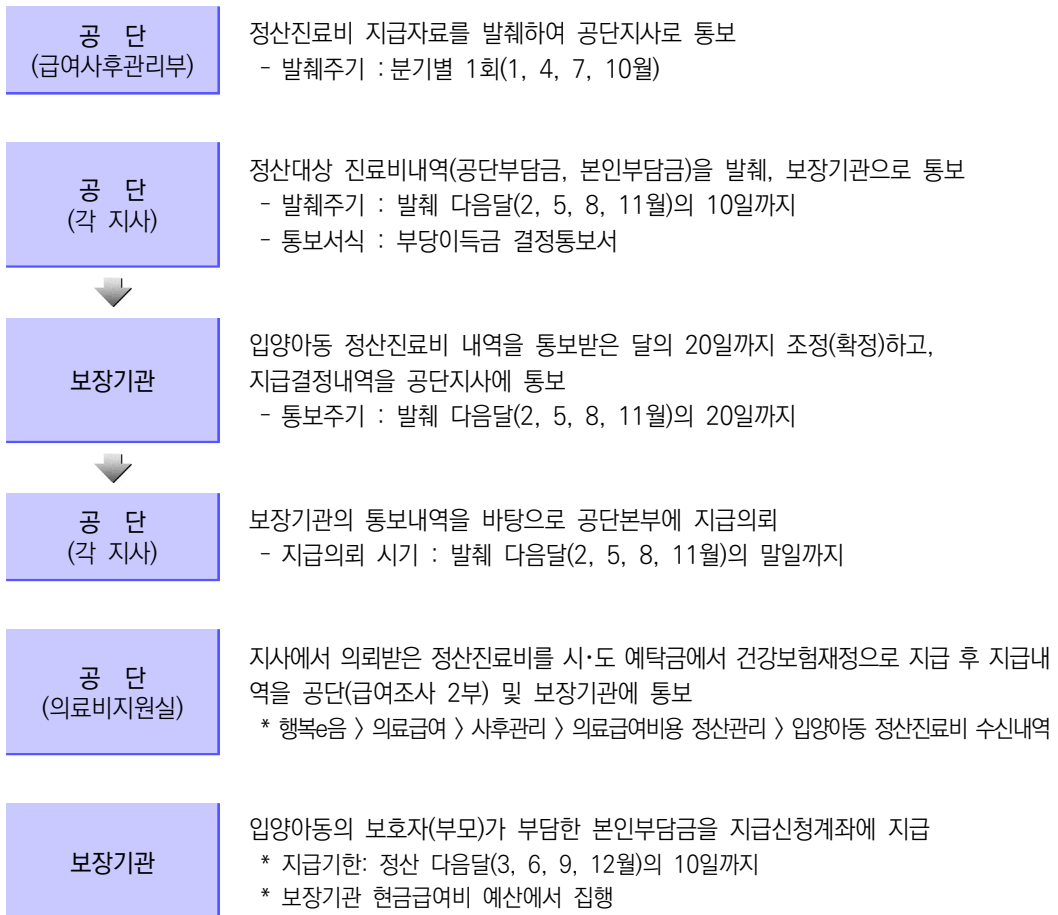 공 단
(급여사후관리부)
정산진료비 지급자료를 발췌하여 공단지사로 통보
- 발췌주기 : 분기별 1회(1, 4, 7, 10월)
공 단
(각 지사)
정산대상 진료비내역(공단부담금, 본인부담금)을 발췌, 보장기관으로 통보
- 발췌주기 : 발췌 다음달(2, 5, 8, 11월)의 10일까지
- 통보서식 : 부당이득금 결정통보서
보장기관
입양아동 정산진료비 내역을 통보받은 달의 20일까지 조정(확정)하고,
지급결정내역을 공단지사에 통보
- 통보주기 : 발췌 다음달(2, 5, 8, 11월)의 20일까지
공 단
(각 지사)
보장기관의 통보내역을 바탕으로 공단본부에 지급의뢰
- 지급의뢰 시기 : 발췌 다음달(2, 5, 8, 11월)의 말일까지
공 단
(의료비지원실)
지사에서 의뢰받은 정산진료비를 시·도 예탁금에서 건강보험재정으로 지급 후 지급내
역을 공단(급여조사 2부) 및 보장기관에 통보
* 행복e음 > 의료급여 > 사후관리 > 의료급여비용 정산관리 > 입양아동 정산진료비 수신내역
보장기관
입양아동의 보호자(부모)가 부담한 본인부담금을 지급신청계좌에 지급
* 지급기한: 정산 다음달(3, 6, 9, 12월)의 10일까지
* 보장기관 현금급여비 예산에서 집행